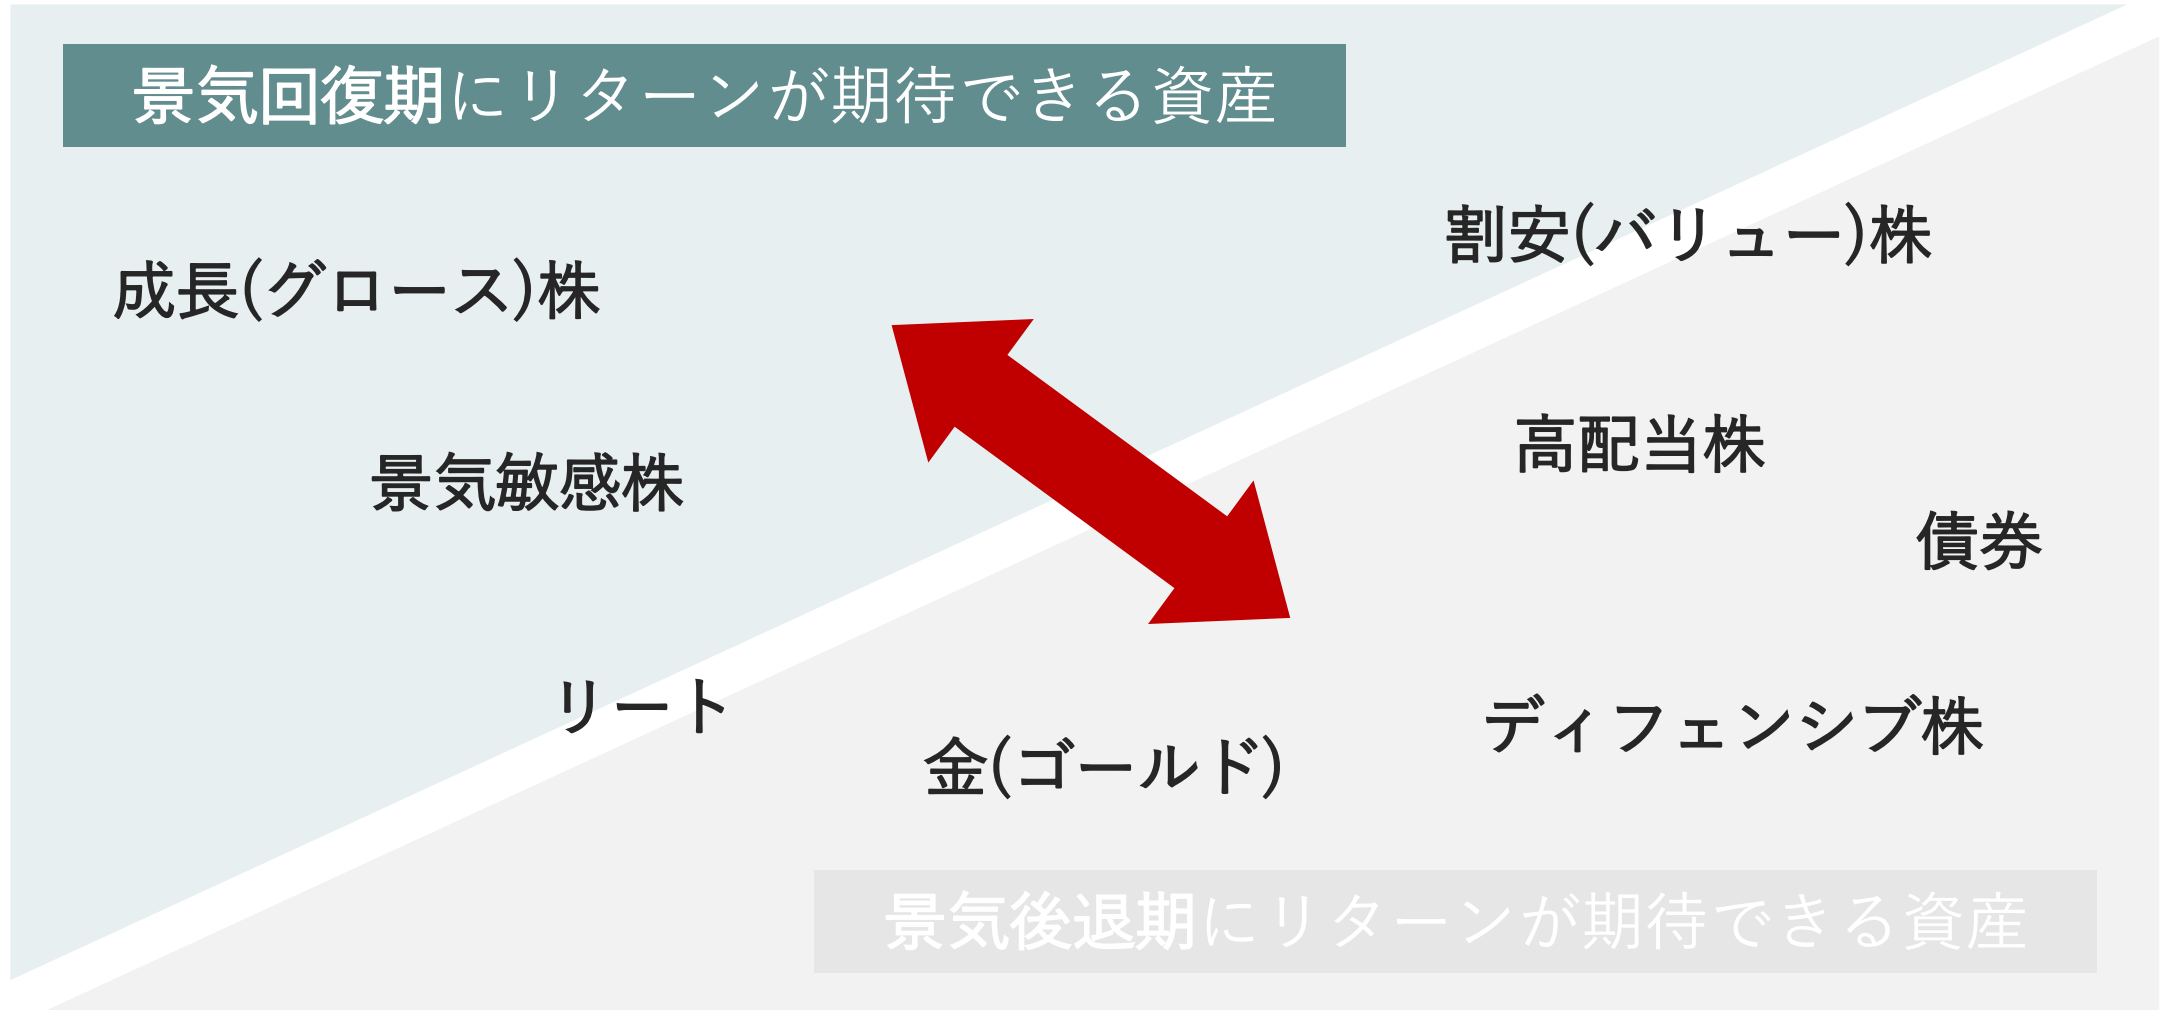 景気回復期にリターンが期待できる資産
割安(バリュー)株
成長(グロース)株
高配当株
景気敏感株
債券
リート
ディフェンシブ株
金(ゴールド)
景気後退期にリターンが期待できる資産